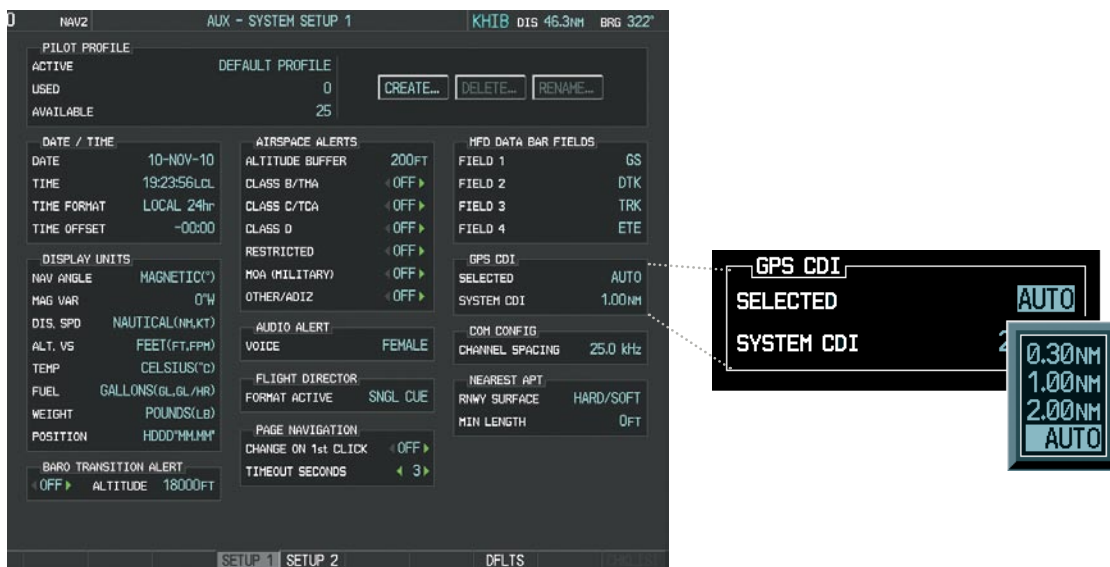 NAV2 AUX - SYSTEM SETUP 1 KHIB DIS 46.3NM BRG 322°
PILOT PROFILE
ACTIVE DEFAULT PROFILE
USED 0
AVAILABLE 25
CREATE... DELETE... RENAME...
DATE / TIME
DATE 10-NOV-10
TIME 19:23:56LCL
TIME FORMAT LOCAL 24hr
TIME OFFSET -00:00
DISPLAY UNITS
NAV ANGLE MAGNETIC(°)
MAG VAR 0°W
DIS, SPD NAUTICAL(NM,KT)
ALT, VS FEET(FT,FPM)
TEMP CELSIUS(°C)
FUEL GALLONS(GL,GL/HR)
WEIGHT POUNDS(LB)
POSITION HDDD°MM.MM'
BARO TRANSITION ALERT
OFF ALTITUDE 18000FT
AIRSPACE ALERTS
ALTITUDE BUFFER 200FT
CLASS B/TMA OFF
CLASS C/TCA OFF
CLASS D OFF
RESTRICTED OFF
MOA (MILITARY) OFF
OTHER/ADIZ OFF
AUDIO ALERT
VOICE FEMALE
FLIGHT DIRECTOR
FORMAT ACTIVE SNGL CUE
PAGE NAVIGATION
CHANGE ON 1st CLICK OFF
TIMEOUT SECONDS 3
MFD DATA BAR FIELDS
FIELD 1 GS
FIELD 2 DTK
FIELD 3 TRK
FIELD 4 ETE
GPS CDI
SELECTED AUTO
SYSTEM CDI 1.00NM
COM CONFIG
CHANNEL SPACING 25.0 kHz
NEAREST APT
RNWY SURFACE HARD/SOFT
MIN LENGTH 0FT
SETUP 1 SETUP 2 DFLTS
GPS CDI
SELECTED AUTO
SYSTEM CDI 2
0.30NM
1.00NM
2.00NM
AUTO